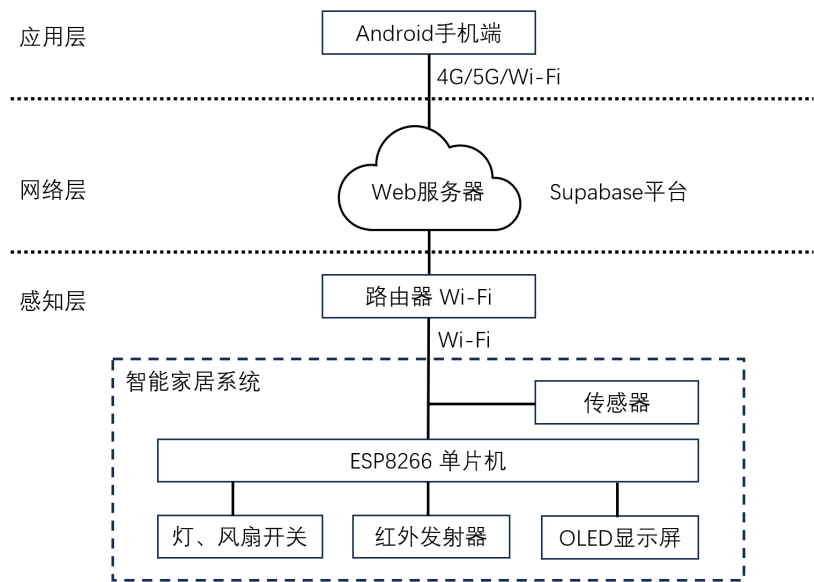 应用层
Android手机端
4G/5G/Wi-Fi
网络层
Web服务器
Supabase平台
感知层
路由器 Wi-Fi
Wi-Fi
智能家居系统
传感器
ESP8266 单片机
灯、风扇开关
红外发射器
OLED显示屏